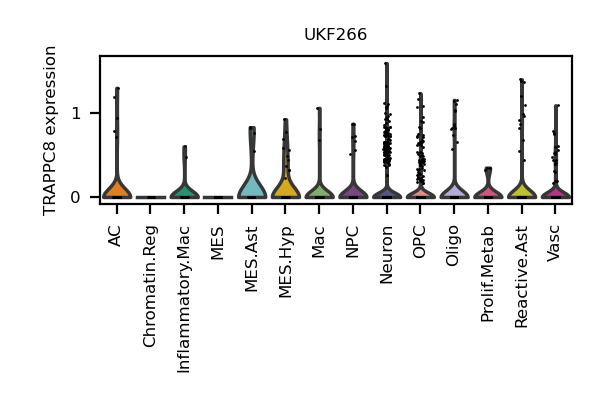 UKF266
TRAPPC8 expression
1
0
AC
Chromatin.Reg
Inflammatory.Mac
MES
MES.Ast
MES.Hyp
Mac
NPC
Neuron
OPC
Oligo
Prolif.Metab
Reactive.Ast
Vasc